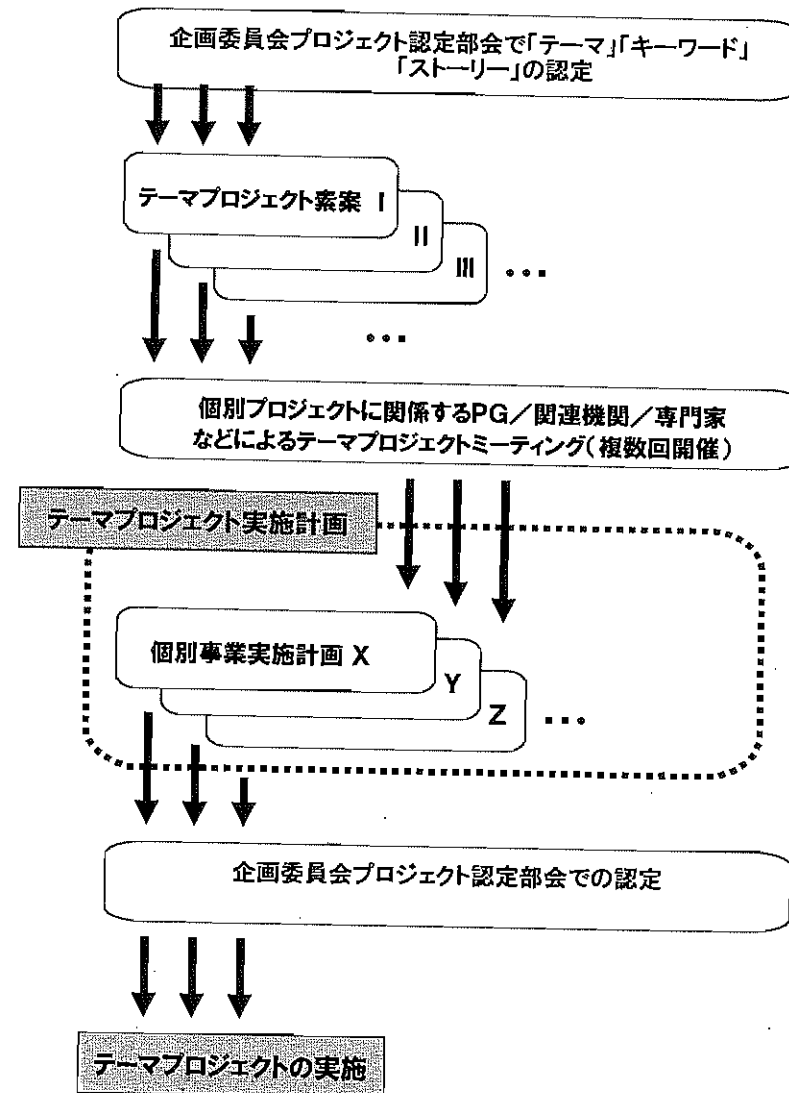 企画委員会プロジェクト認定部会で「テーマ」「キーワード」
「ストーリー」の認定
テーマプロジェクト素案 I
II
III …
…
個別プロジェクトに関係するPG/関連機関/専門家
などによるテーマプロジェクトミーティング(複数回開催)
テーマプロジェクト実施計画
個別事業実施計画 X
Y
Z …
企画委員会プロジェクト認定部会での認定
テーマプロジェクトの実施